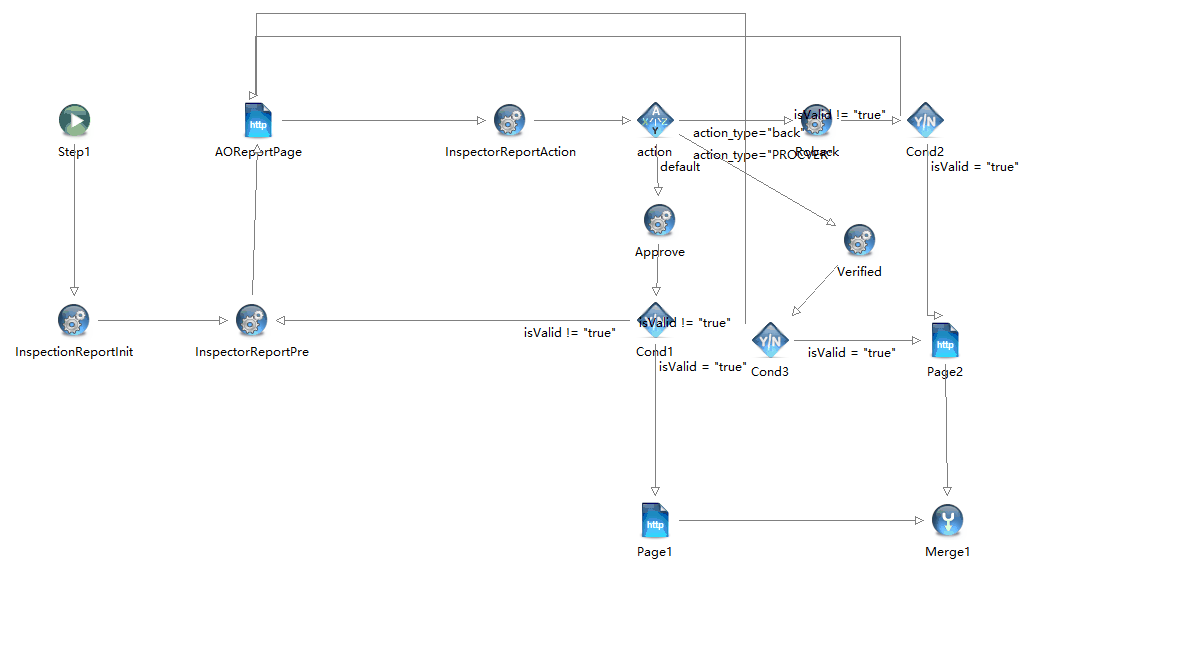 isValid != "true"
http
A
Y
Z
Y
Y/N
action_type="back"
Step1
AOReportPage
InspectorReportAction
action
action_type="PROCVER"
Cond2
default
isValid = "true"
Approve
Verified
isValid != "true"
isValid != "true"
Y/N
http
InspectionReportInit
InspectorReportPre
Cond1
isValid = "true"
isValid = "true"
Cond3
Page2
http
Page1
Merge1